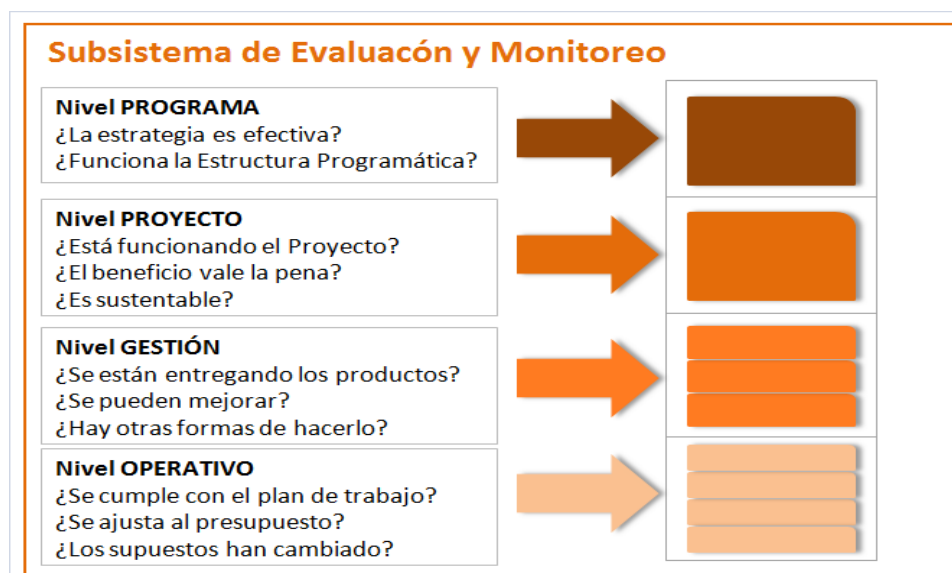 Subsistema de Evaluacón y Monitoreo
Nivel PROGRAMA
¿La estrategia es efectiva?
¿Funciona la Estructura Programática?
Nivel PROYECTO
¿Está funcionando el Proyecto?
¿El beneficio vale la pena?
¿Es sustentable?
Nivel GESTIÓN
¿Se están entregando los productos?
¿Se pueden mejorar?
¿Hay otras formas de hacerlo?
Nivel OPERATIVO
¿Se cumple con el plan de trabajo?
¿Se ajusta al presupuesto?
¿Los supuestos han cambiado?